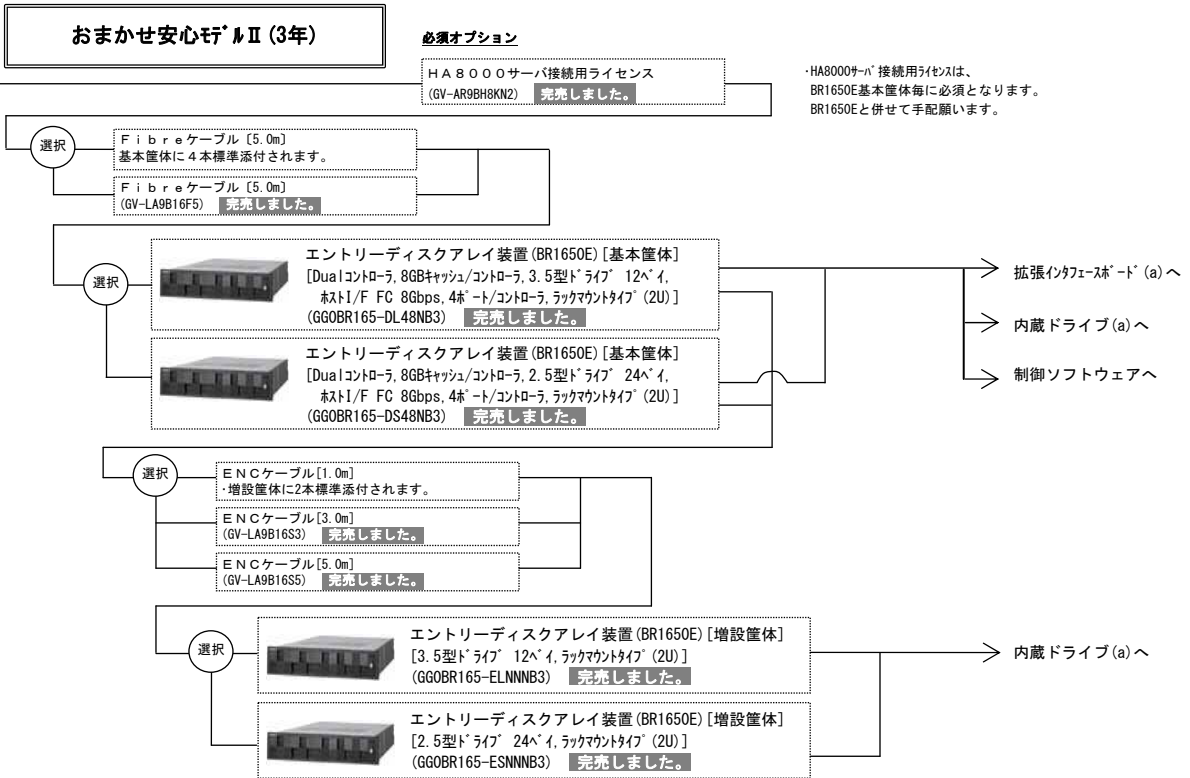 おまかせ安心ﾓﾃﾞﾙⅡ(3年)
必須オプション
HA8000サーバ接続用ライセンス
(GV-AR9BH8KN2) 完売しました。
･HA8000ｻｰﾊﾞ接続用ﾗｲｾﾝｽは、
BR1650E基本筐体毎に必須となります。
BR1650Eと併せて手配願います。
選択
Fibreケーブル〔5.0m〕
基本筐体に４本標準添付されます。
Fibreケーブル〔5.0m〕
(GV-LA9B16F5) 完売しました。
選択
エントリーディスクアレイ装置(BR1650E)[基本筐体]
[Dualｺﾝﾄﾛｰﾗ,8GBｷｬｯｼｭ/ｺﾝﾄﾛｰﾗ,3.5型ﾄﾞﾗｲﾌﾞ 12ﾍﾞｲ,
ﾎｽﾄI/F FC 8Gbps,4ﾎﾟｰﾄ/ｺﾝﾄﾛｰﾗ,ﾗｯｸﾏｳﾝﾄﾀｲﾌﾟ(2U)]
(GGOBR165-DL48NB3) 完売しました。
エントリーディスクアレイ装置(BR1650E)[基本筐体]
[Dualｺﾝﾄﾛｰﾗ,8GBｷｬｯｼｭ/ｺﾝﾄﾛｰﾗ,2.5型ﾄﾞﾗｲﾌﾞ 24ﾍﾞｲ,
ﾎｽﾄI/F FC 8Gbps,4ﾎﾟｰﾄ/ｺﾝﾄﾛｰﾗ,ﾗｯｸﾏｳﾝﾄﾀｲﾌﾟ(2U)]
(GGOBR165-DS48NB3) 完売しました。
拡張ｲﾝﾀﾌｪｰｽﾎﾞｰﾄﾞ(a)へ
内蔵ドライブ(a)へ
制御ソフトウェアへ
選択
ENCケーブル[1.0m]
･増設筐体に2本標準添付されます。
ENCケーブル[3.0m]
(GV-LA9B16S3) 完売しました。
ENCケーブル[5.0m]
(GV-LA9B16S5) 完売しました。
選択
エントリーディスクアレイ装置(BR1650E)[増設筐体]
[3.5型ﾄﾞﾗｲﾌﾞ 12ﾍﾞｲ,ﾗｯｸﾏｳﾝﾄﾀｲﾌﾟ(2U)]
(GGOBR165-ELNNNB3) 完売しました。
エントリーディスクアレイ装置(BR1650E)[増設筐体]
[2.5型ﾄﾞﾗｲﾌﾞ 24ﾍﾞｲ,ﾗｯｸﾏｳﾝﾄﾀｲﾌﾟ(2U)]
(GGOBR165-ESNNNB3) 完売しました。
内蔵ドライブ(a)へ